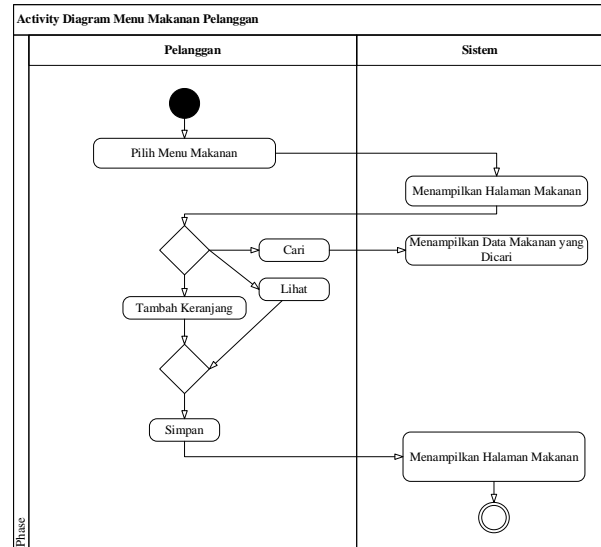 Activity Diagram Menu Makanan Pelanggan
Pelanggan
Sistem
Pilih Menu Makanan
Menampilkan Halaman Makanan
Cari
Menampilkan Data Makanan yang
Dicari
Lihat
Tambah Keranjang
Simpan
Menampilkan Halaman Makanan
Phase